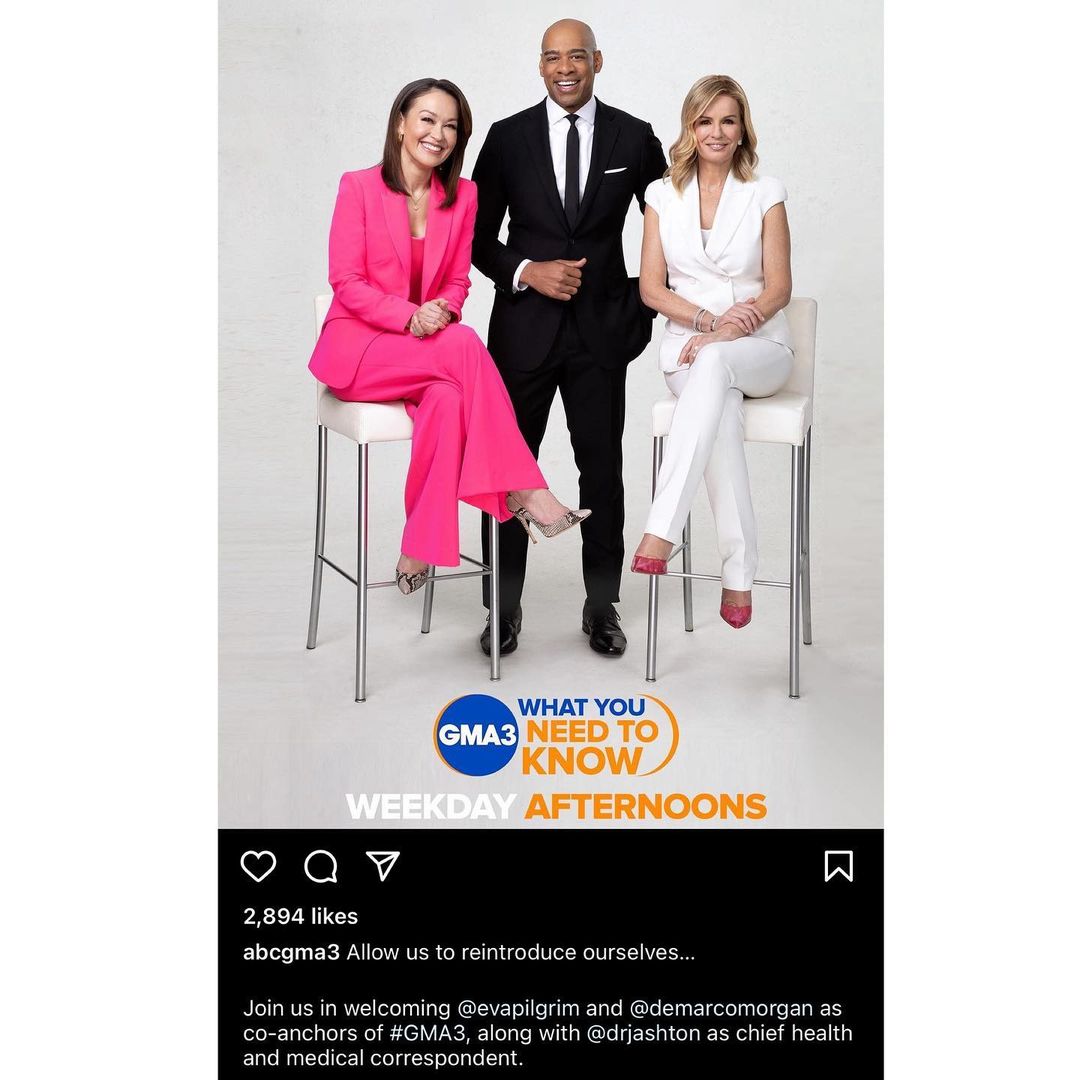 GMA3
WHAT YOU
NEED TO
KNOW
WEEKDAY AFTERNOONS
2,894 likes
abcgma3 Allow us to reintroduce ourselves...
Join us in welcoming @evapilgrim and @demarcomorgan as
co-anchors of #GMA3, along with @drjashton as chief health
and medical correspondent.